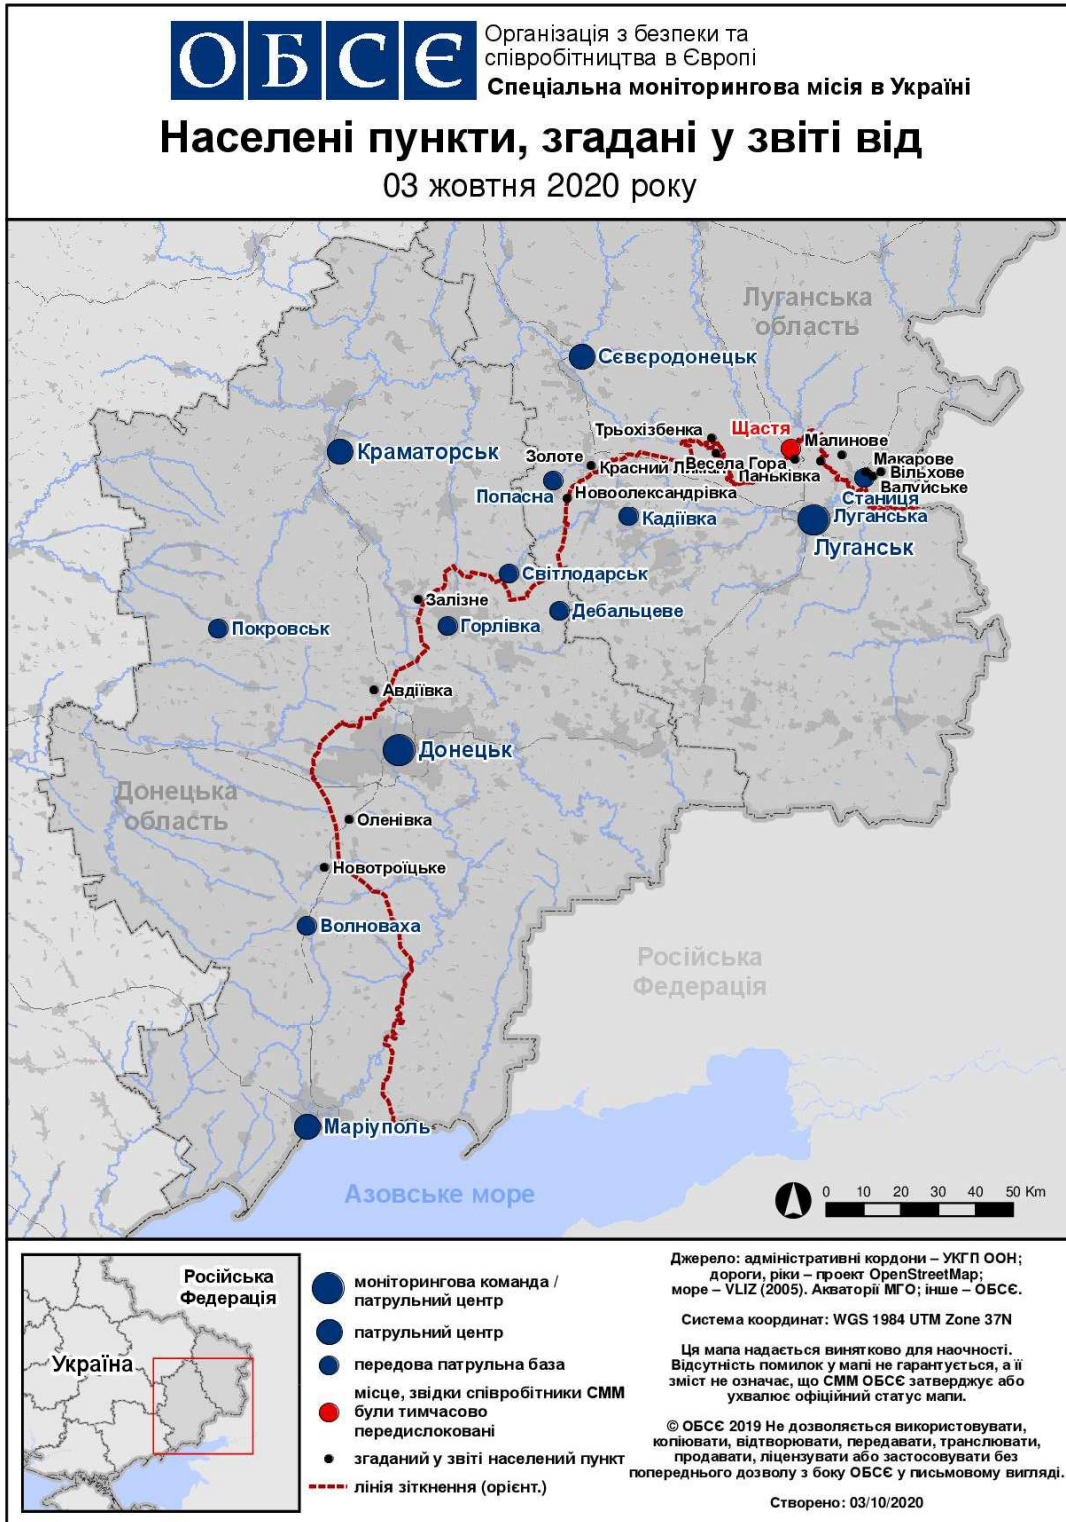 ОБСЄ
Організація з безпеки та
співробітництва в Європі
Спеціальна моніторингова місія в Україні
Населені пункти, згадані у звіті від
03 жовтня 2020 року
Луганська
область
Сєвєродонецьк
Трьохізбенка
Щастя
Малинове
Краматорськ
Золоте
Красний Лиман
Весела Гора
Макарове
Вільхове
Паньківка
Валуйське
Попасна
Новоолександрівка
Станиця
Луганська
Кадіївка
Луганськ
Світлодарськ
Залізне
Дебальцеве
Покровськ
Горлівка
Авдіївка
Донецьк
Донецька
область
Оленівка
Новотроїцьке
Волноваха
Російська
Федерація
Маріуполь
Азовське море
0 10 20 30 40 50 Km
Російська
Федерація
Україна
моніторингова команда /
патрульний центр
патрульний центр
передова патрульна база
місце, звідки співробітники СММ
були тимчасово
передислоковані
згаданий у звіті населений пункт
лінія зіткнення (орієнт.)
Джерело: адміністративні кордони – УКГП ООН;
дороги, ріки – проект OpenStreetMap;
море – VLIZ (2005). Акваторії МГО; інше – ОБСЄ.
Система координат: WGS 1984 UTM Zone 37N
Ця мапа надається винятково для наочності.
Відсутність помилок у мапі не гарантується, а її
зміст не означає, що СММ ОБСЄ затверджує або
ухвалює офіційний статус мапи.
© ОБСЄ 2019 Не дозволяється використовувати,
копіювати, відтворювати, передавати, транслювати,
продавати, ліцензувати або застосовувати без
попереднього дозволу з боку ОБСЄ у письмовому вигляді.
Створено: 03/10/2020